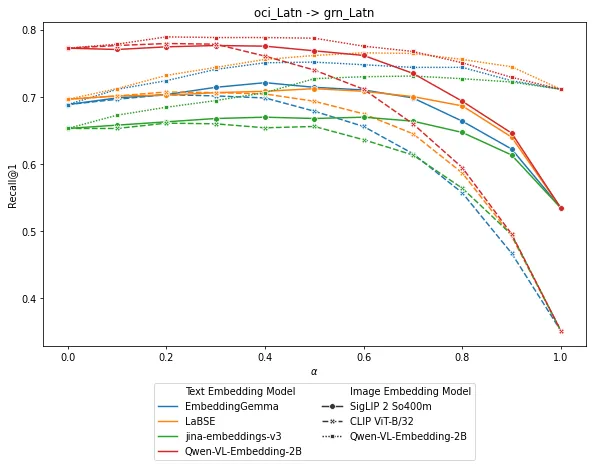 oci_Latn -> grn_Latn
Recall@1
0.8
0.7
0.6
0.5
0.4
0.0 0.2 0.4 0.6 0.8 1.0
α
Text Embedding Model Image Embedding Model
EmbeddingGemma SigLIP 2 So400m
LaBSE CLIP ViT-B/32
jina-embeddings-v3 Qwen-VL-Embedding-2B
Qwen-VL-Embedding-2B